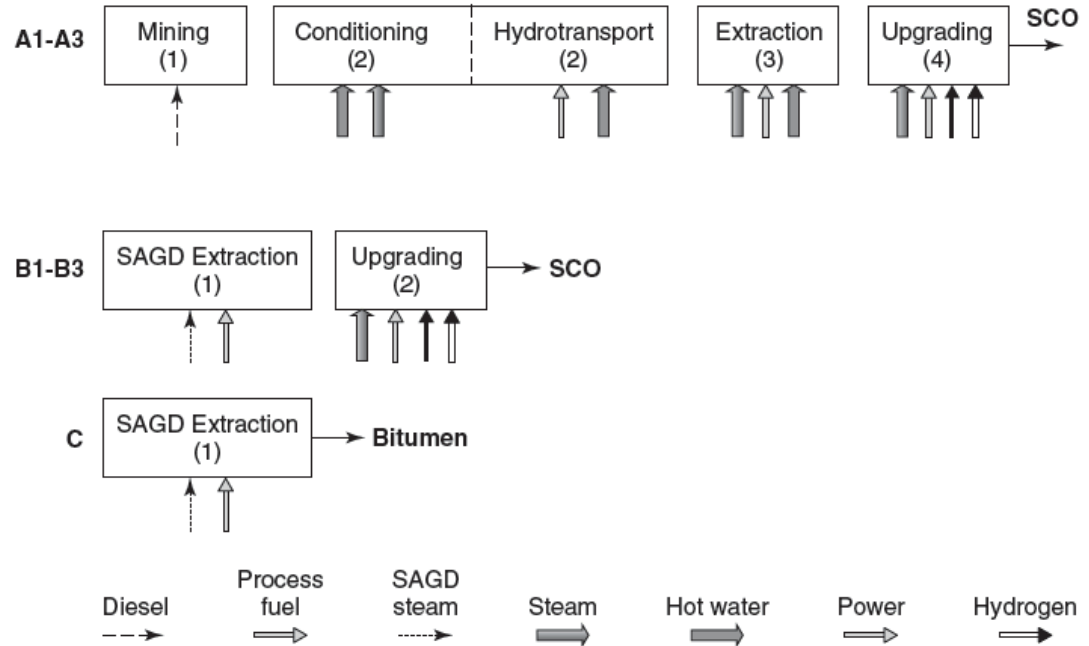 A1-A3
Mining
(1)
Conditioning
(2)
Hydrotransport
(2)
Extraction
(3)
Upgrading
(4)
SCO
B1-B3
SAGD Extraction
(1)
Upgrading
(2)
SCO
C
SAGD Extraction
(1)
Bitumen
Diesel
Process
fuel
SAGD
steam
Steam
Hot water
Power
Hydrogen